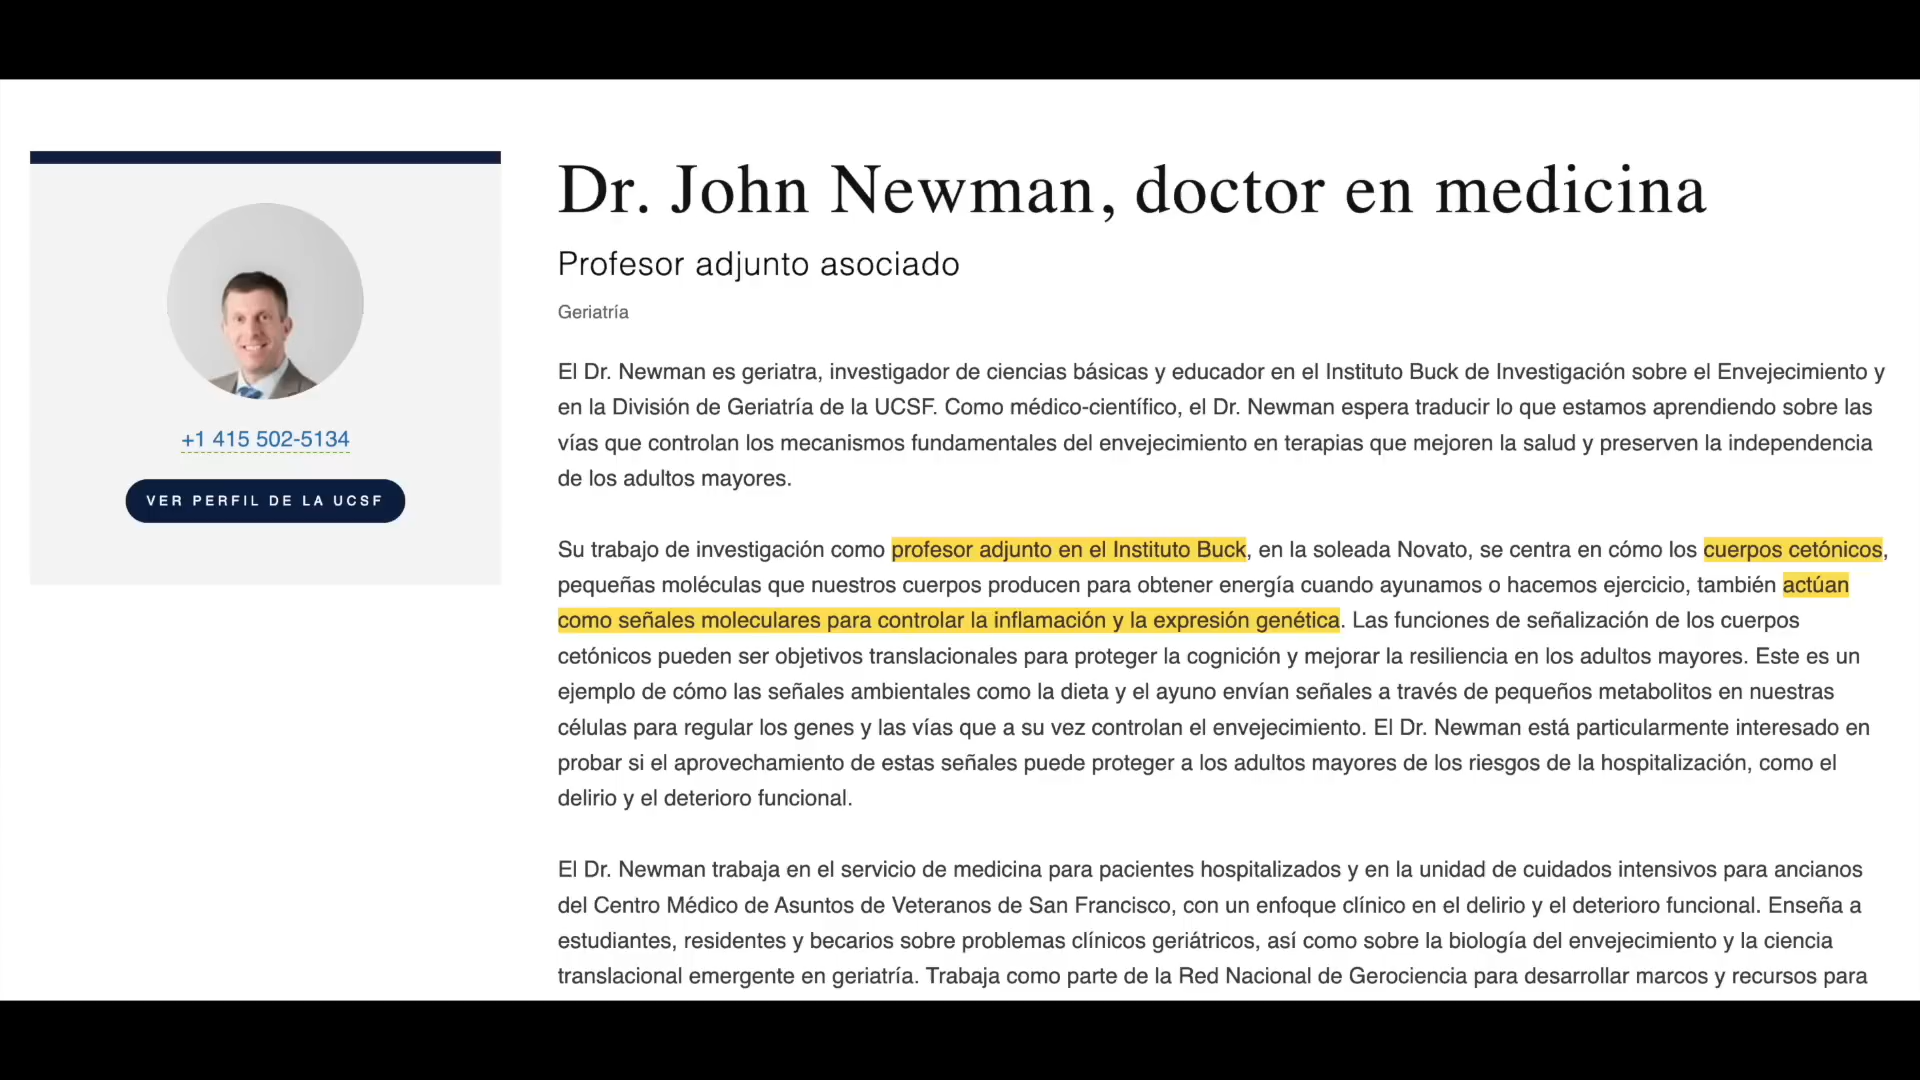 Dr. John Newman, doctor en medicina
Profesor adjunto asociado
Geriatría
+1 415 502-5134
VER PERFIL DE LA UCSF
El Dr. Newman es geriatra, investigador de ciencias básicas y educador en el Instituto Buck de Investigación sobre el Envejecimiento y
en la División de Geriatría de la UCSF. Como médico-científico, el Dr. Newman espera traducir lo que estamos aprendiendo sobre las
vías que controlan los mecanismos fundamentales del envejecimiento en terapias que mejoren la salud y preserven la independencia
de los adultos mayores.
Su trabajo de investigación como profesor adjunto en el Instituto Buck, en la soleada Novato, se centra en cómo los cuerpos cetónicos,
pequeñas moléculas que nuestros cuerpos producen para obtener energía cuando ayunamos o hacemos ejercicio, también actúan
como señales moleculares para controlar la inflamación y la expresión genética. Las funciones de señalización de los cuerpos
cetónicos pueden ser objetivos translacionales para proteger la cognición y mejorar la resiliencia en los adultos mayores. Este es un
ejemplo de cómo las señales ambientales como la dieta y el ayuno envían señales a través de pequeños metabolitos en nuestras
células para regular los genes y las vías que a su vez controlan el envejecimiento. El Dr. Newman está particularmente interesado en
probar si el aprovechamiento de estas señales puede proteger a los adultos mayores de los riesgos de la hospitalización, como el
delirio y el deterioro funcional.
El Dr. Newman trabaja en el servicio de medicina para pacientes hospitalizados y en la unidad de cuidados intensivos para ancianos
del Centro Médico de Asuntos de Veteranos de San Francisco, con un enfoque clínico en el delirio y el deterioro funcional. Enseña a
estudiantes, residentes y becarios sobre problemas clínicos geriátricos, así como sobre la biología del envejecimiento y la ciencia
translacional emergente en geriatría. Trabaja como parte de la Red Nacional de Gerociencia para desarrollar marcos y recursos para